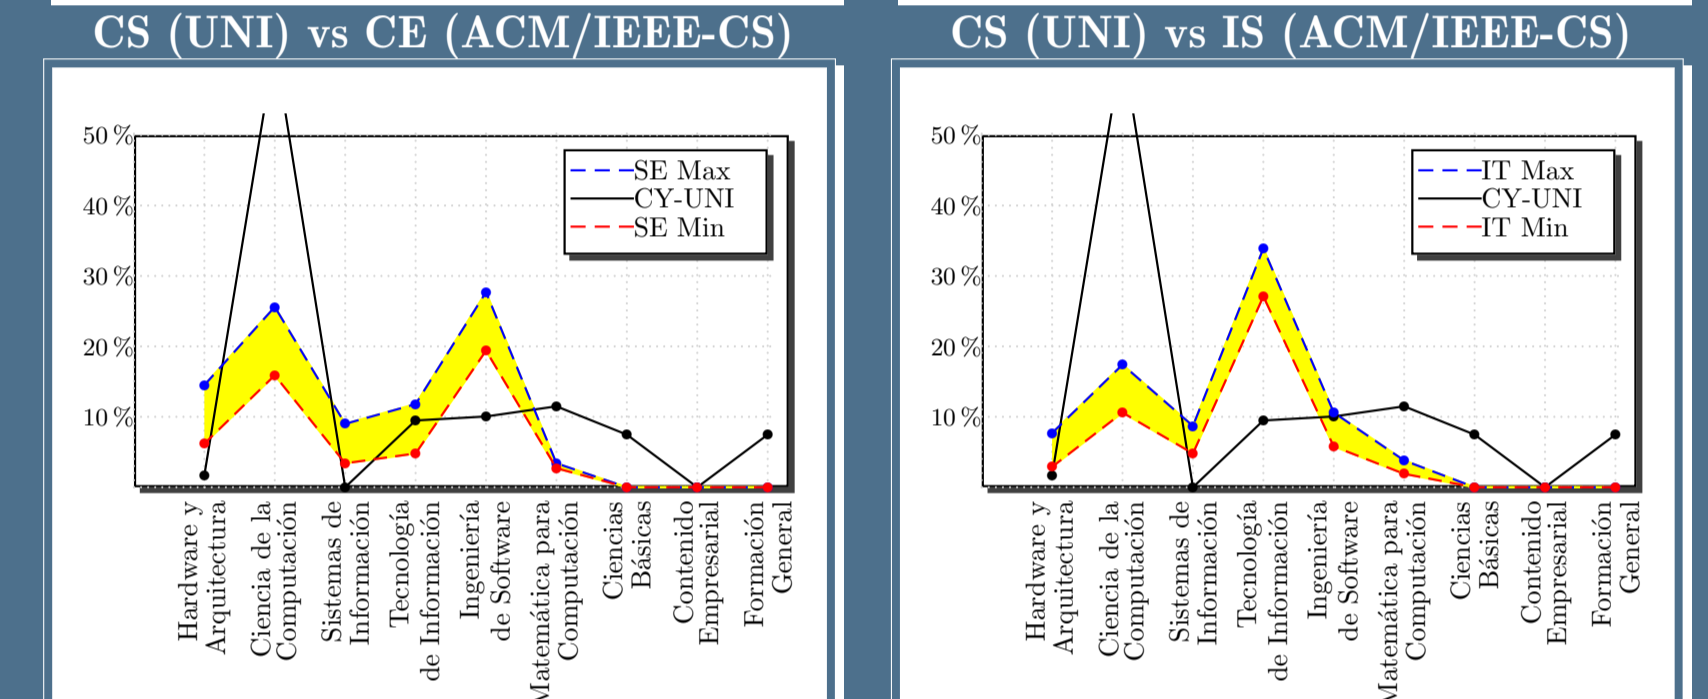 CS (UNI) vs CE (ACM/IEEE-CS)
50 %
40 %
30 %
20 %
10 %
SE Max
CY-UNI
SE Min
Hardware y
Arquitectura
Ciencia de la
Computación
Sistemas de
Información
Tecnología
de Información
Ingeniería
de Software
Matemática para
Computación
Ciencias
Básicas
Contenido
Empresarial
Formación
General
CS (UNI) vs IS (ACM/IEEE-CS)
50 %
40 %
30 %
20 %
10 %
IT Max
CY-UNI
IT Min
Hardware y
Arquitectura
Ciencia de la
Computación
Sistemas de
Información
Tecnología
de Información
Ingeniería
de Software
Matemática para
Computación
Ciencias
Básicas
Contenido
Empresarial
Formación
General